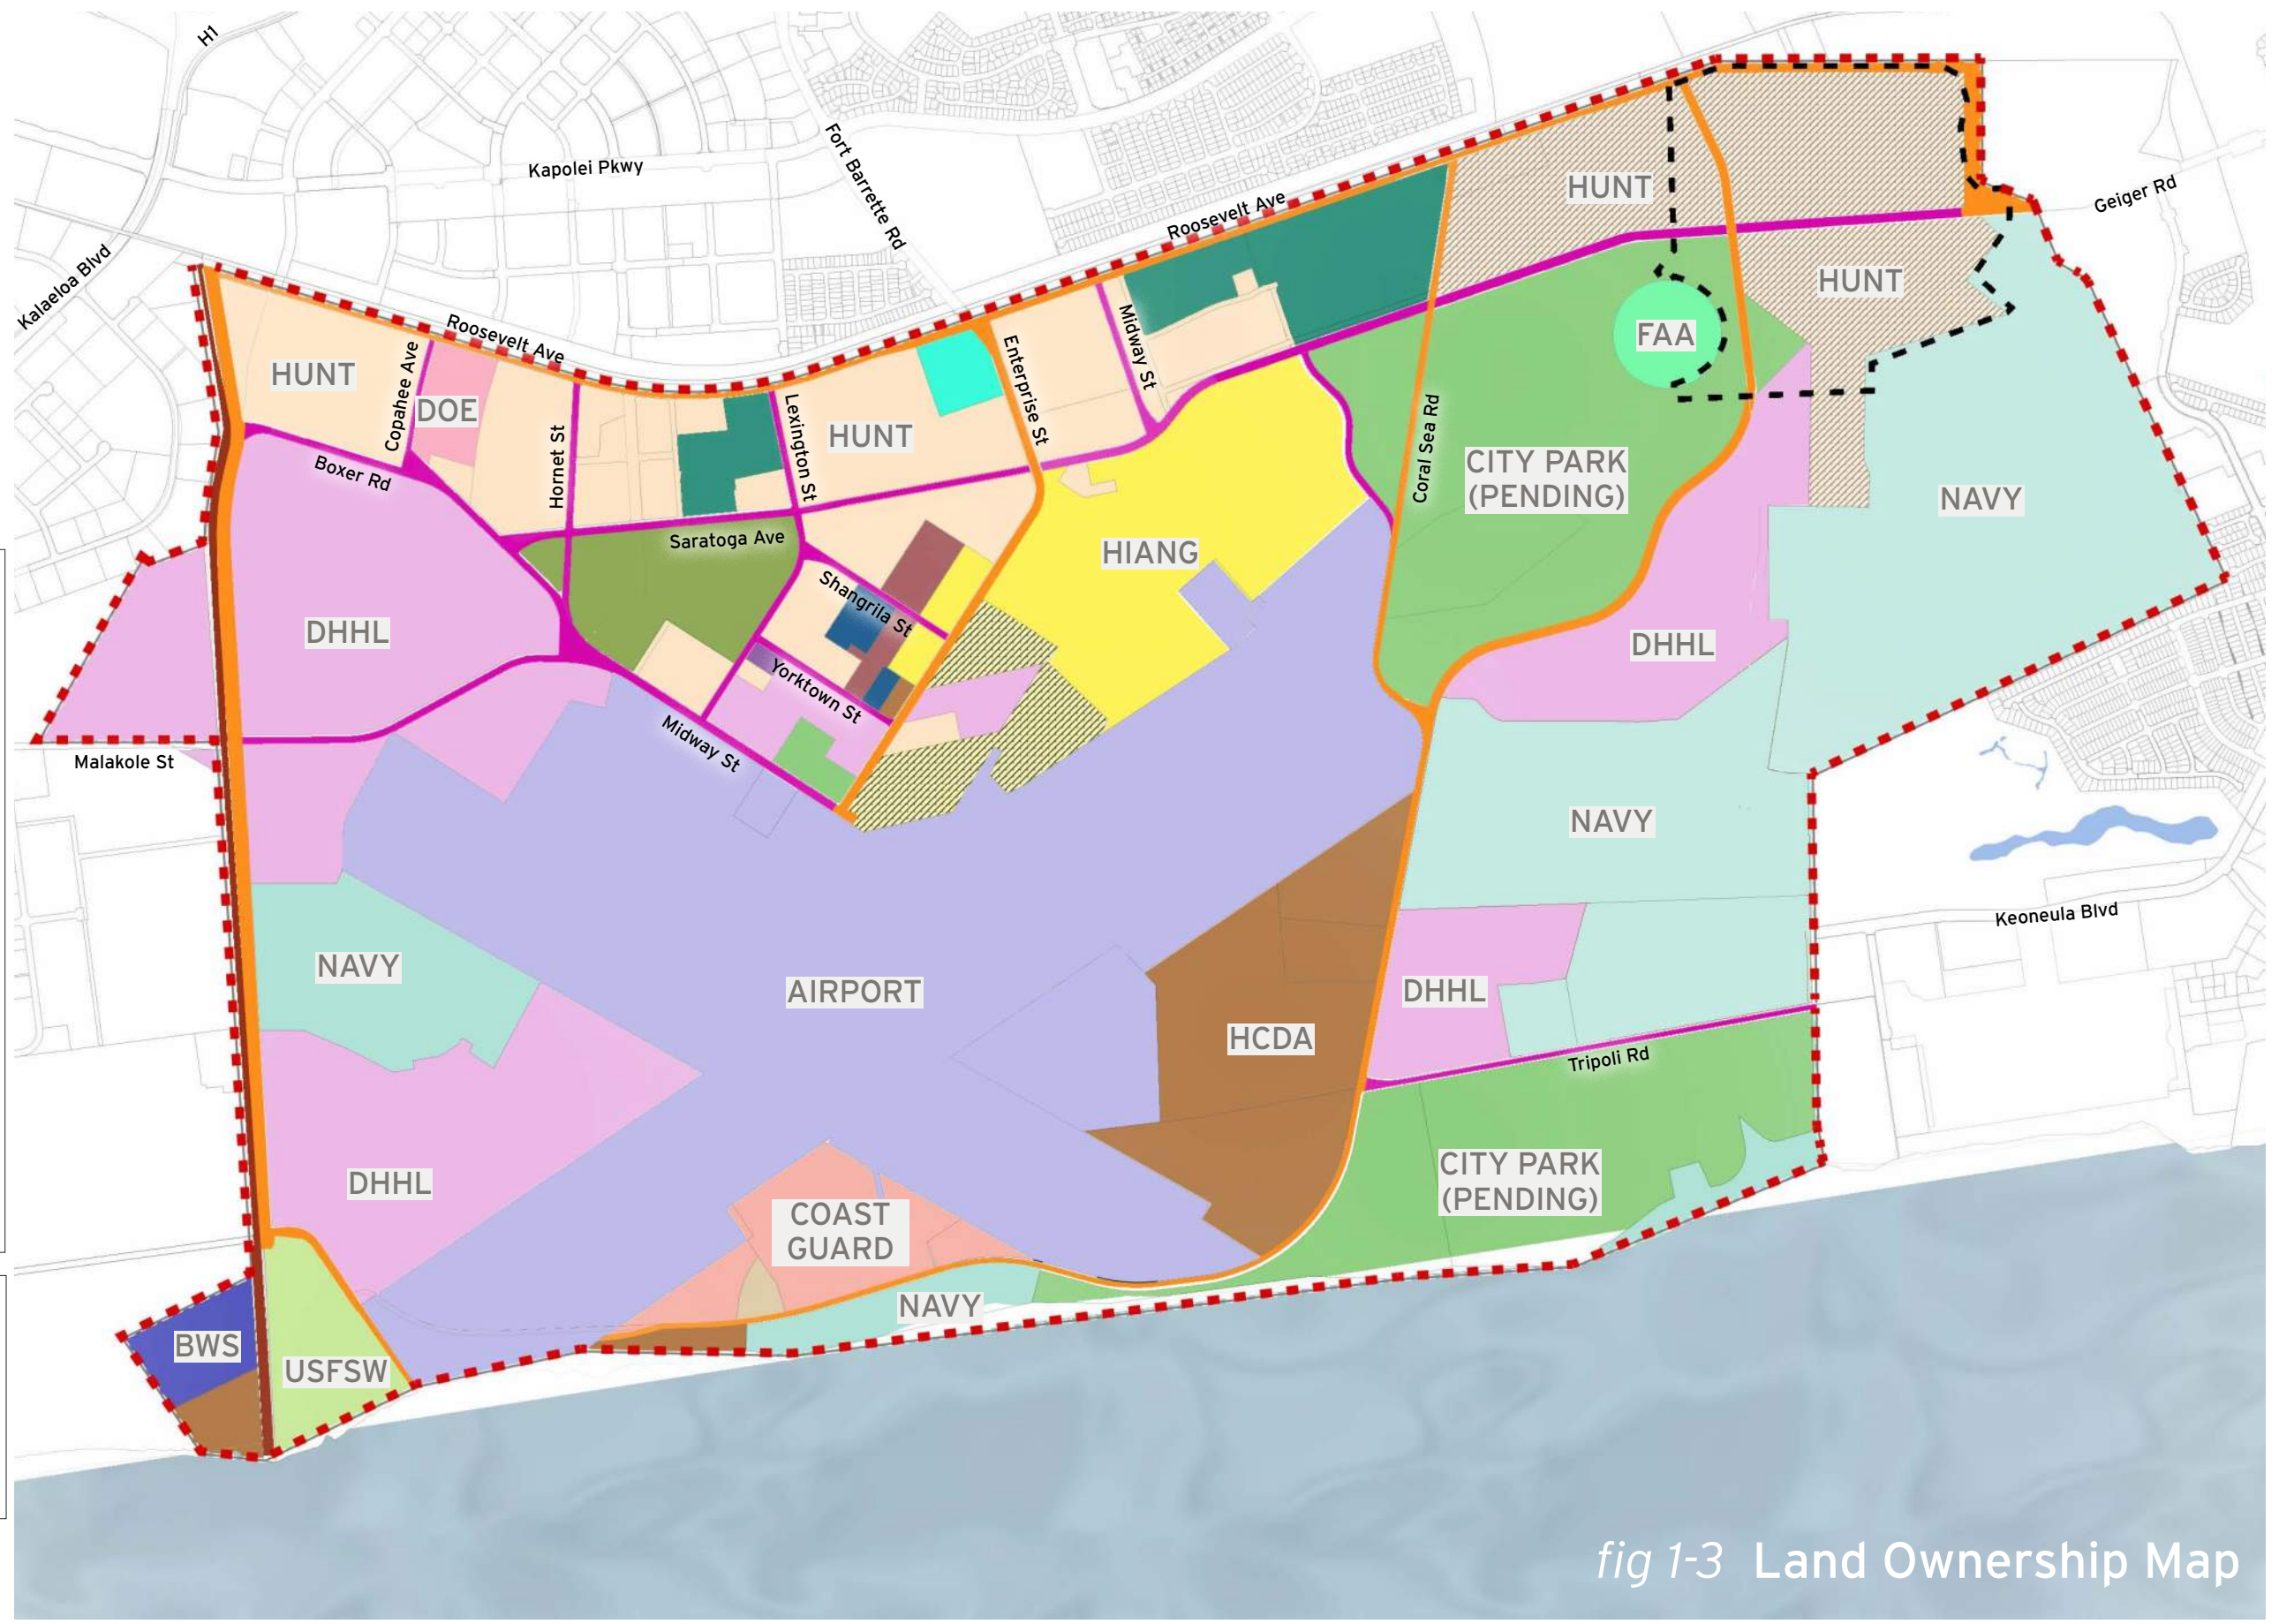 H1
Kapolei Pkwy
Fort Barrette Rd
Kalaeloa Blvd
Roosevelt Ave
Roosevelt Ave
Geiger Rd
HUNT
HUNT
FAA
HUNT
Copahee Ave
DOE
Hornet St
Lexington St
HUNT
Enterprise St
Midway St
Coral Sea Rd
CITY PARK
(PENDING)
NAVY
Boxer Rd
Saratoga Ave
HIANG
Shangrila St
DHHL
DHHL
Yorktown St
Midway St
Malakole St
NAVY
Keoneula Blvd
NAVY
AIRPORT
DHHL
HCDA
Tripoli Rd
DHHL
CITY PARK
(PENDING)
COAST
GUARD
NAVY
BWS
USFSW
fig 1-3 Land Ownership Map